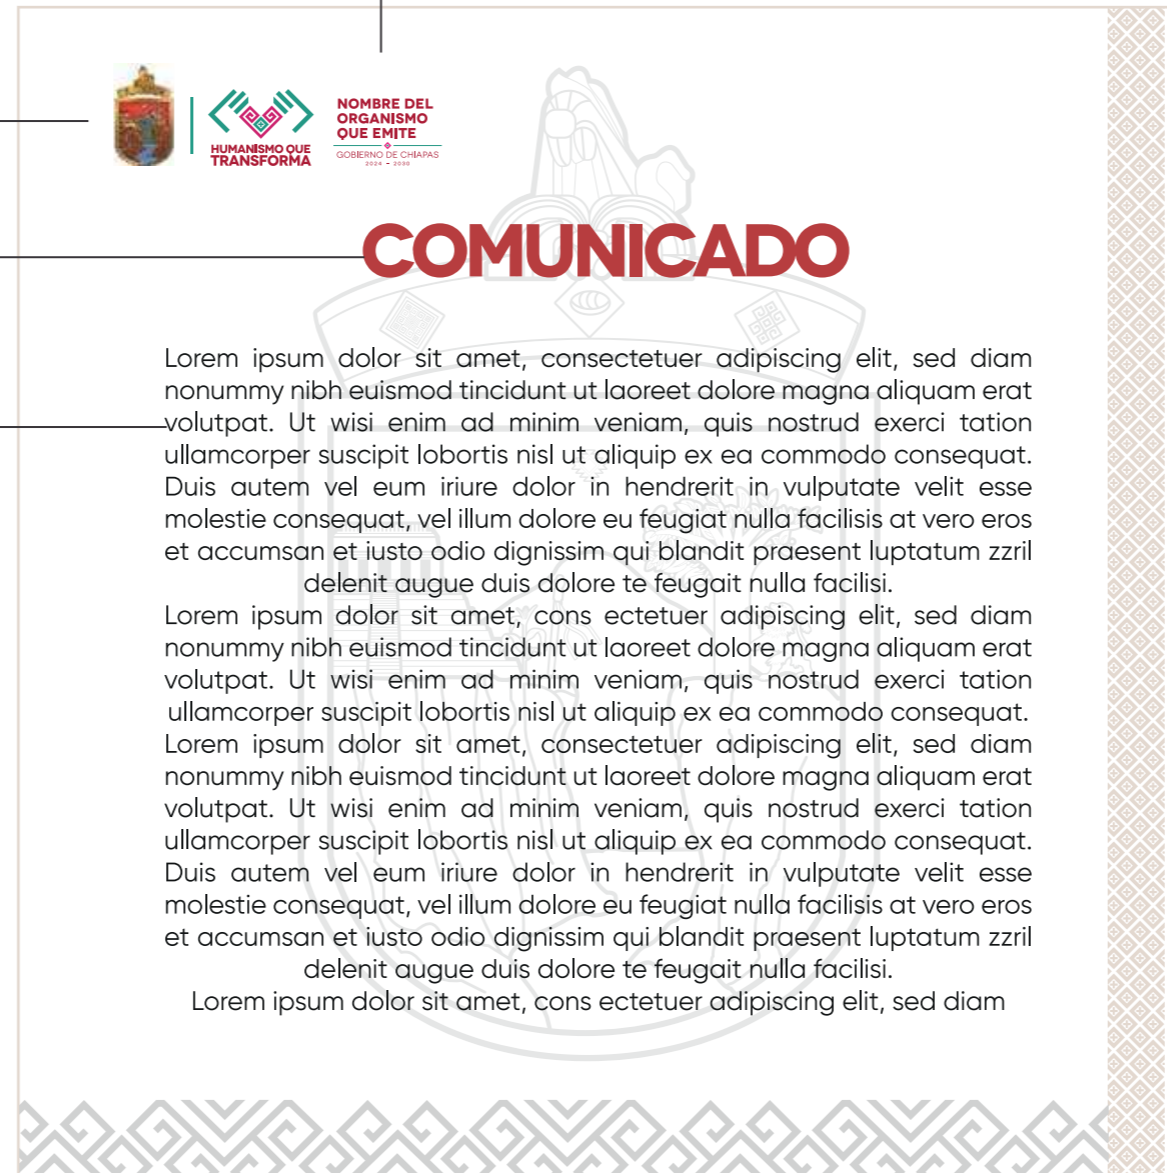 HUMANISMO QUE
TRANSFORMA
NOMBRE DEL
ORGANISMO
QUE EMITE
GOBIERNO DE CHIAPAS
2024 - 2030
COMUNICADO
Lorem ipsum dolor sit amet, consectetuer adipiscing elit, sed diam
nonummy nibh euismod tincidunt ut laoreet dolore magna aliquam erat
volutpat. Ut wisi enim ad minim veniam, quis nostrud exerci tation
ullamcorper suscipit lobortis nisl ut aliquip ex ea commodo consequat.
Duis autem vel eum iriure dolor in hendrerit in vulputate velit esse
molestie consequat, vel illum dolore eu feugiat nulla facilisis at vero eros
et accumsan et iusto odio dignissim qui blandit praesent luptatum zzril
delenit augue duis dolore te feugait nulla facilisi.
Lorem ipsum dolor sit amet, cons ectetuer adipiscing elit, sed diam
nonummy nibh euismod tincidunt ut laoreet dolore magna aliquam erat
volutpat. Ut wisi enim ad minim veniam, quis nostrud exerci tation
ullamcorper suscipit lobortis nisl ut aliquip ex ea commodo consequat.
Lorem ipsum dolor sit amet, consectetuer adipiscing elit, sed diam
nonummy nibh euismod tincidunt ut laoreet dolore magna aliquam erat
volutpat. Ut wisi enim ad minim veniam, quis nostrud exerci tation
ullamcorper suscipit lobortis nisl ut aliquip ex ea commodo consequat.
Duis autem vel eum iriure dolor in hendrerit in vulputate velit esse
molestie consequat, vel illum dolore eu feugiat nulla facilisis at vero eros
et accumsan et iusto odio dignissim qui blandit praesent luptatum zzril
delenit augue duis dolore te feugait nulla facilisi.
Lorem ipsum dolor sit amet, cons ectetuer adipiscing elit, sed diam